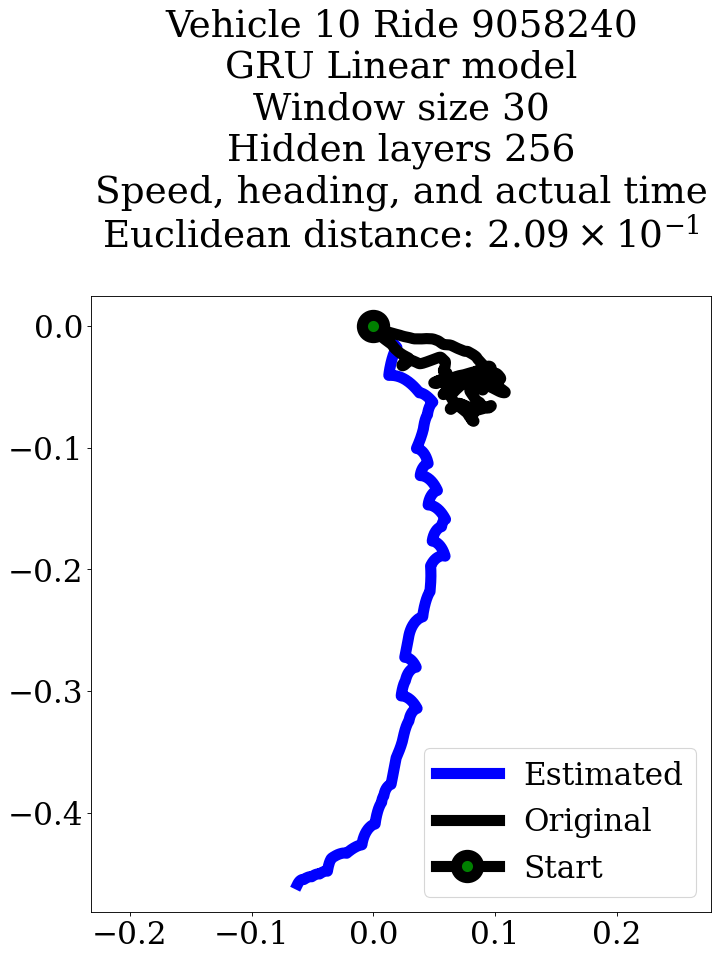 Vehicle 10 Ride 9058240
GRU Linear model
Window size 30
Hidden layers 256
Speed, heading, and actual time
Euclidean distance: 2.09 × 10⁻¹
0.0
−0.1
−0.2
−0.3
−0.4
Estimated
Original
Start
−0.2 −0.1 0.0 0.1 0.2